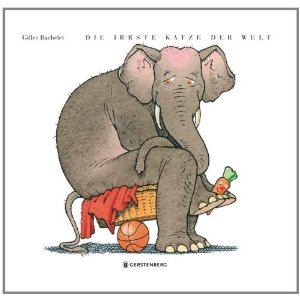 Gilles Bachelet DIE IRRSTE KATZE DER WELT
GERSTENBERG